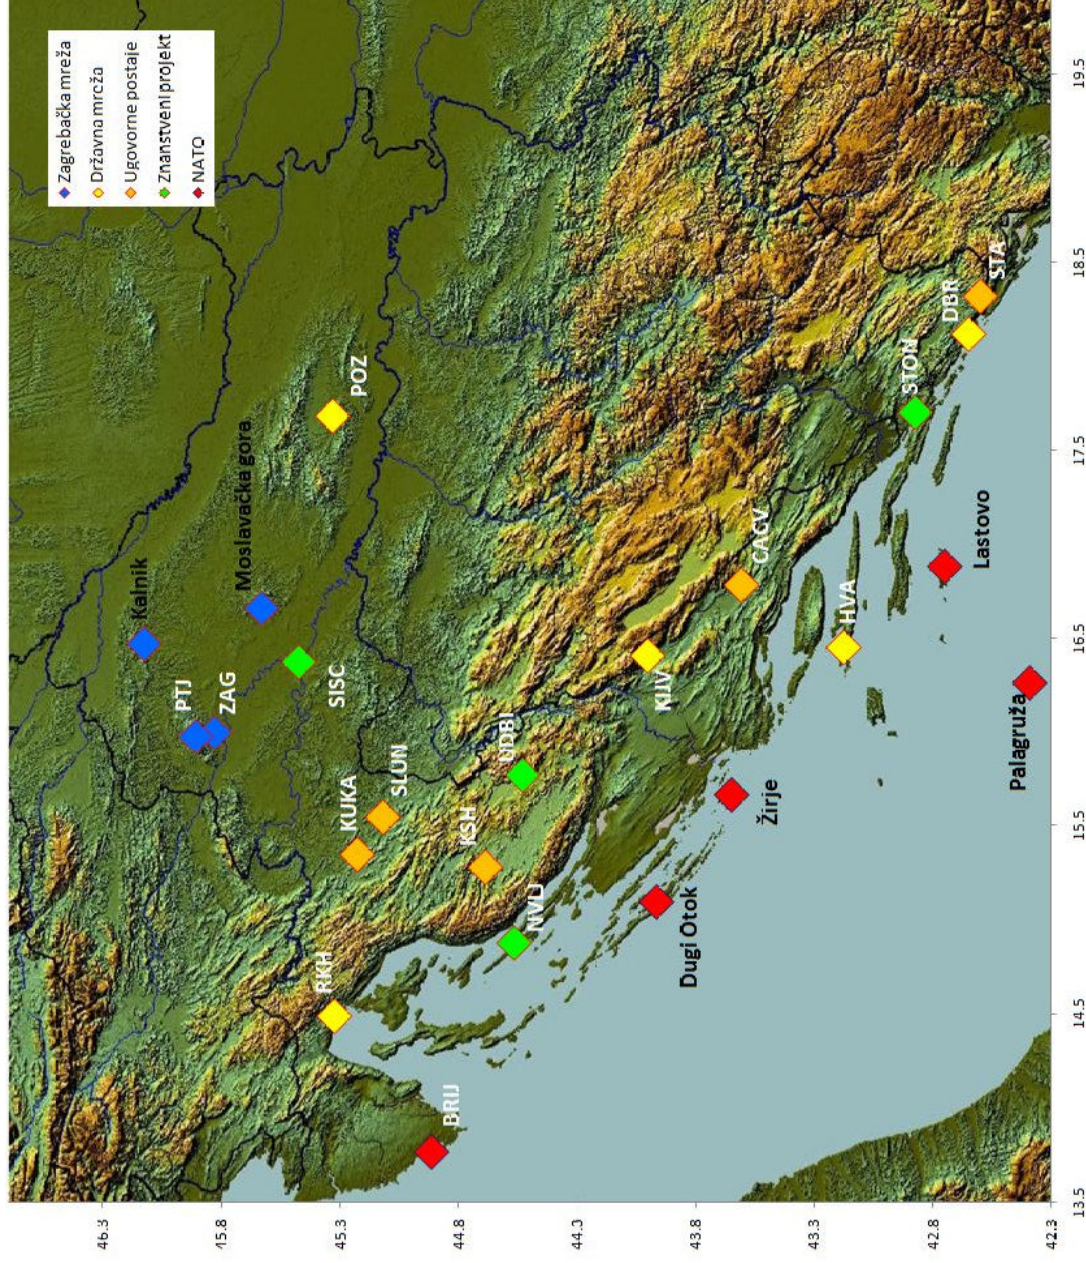 Zagrebačka mreža
Državna mreža
Ugovorne postaje
Znanstveni projekt
NATO
Kalnik
PTJ
ZAG
Moslavačka gora
SISC
POZ
KUKA
SLUN
RKH
KSH
UDBI
NVLJ
BRIJ
KIJV
CAGV
Dugi Otok
Žirje
HVA
STON
DBR
STA
Lastovo
Palagruža
46.3
45.8
45.3
44.8
44.3
43.8
43.3
42.8
42.3
13.5
14.5
15.5
16.5
17.5
18.5
19.5